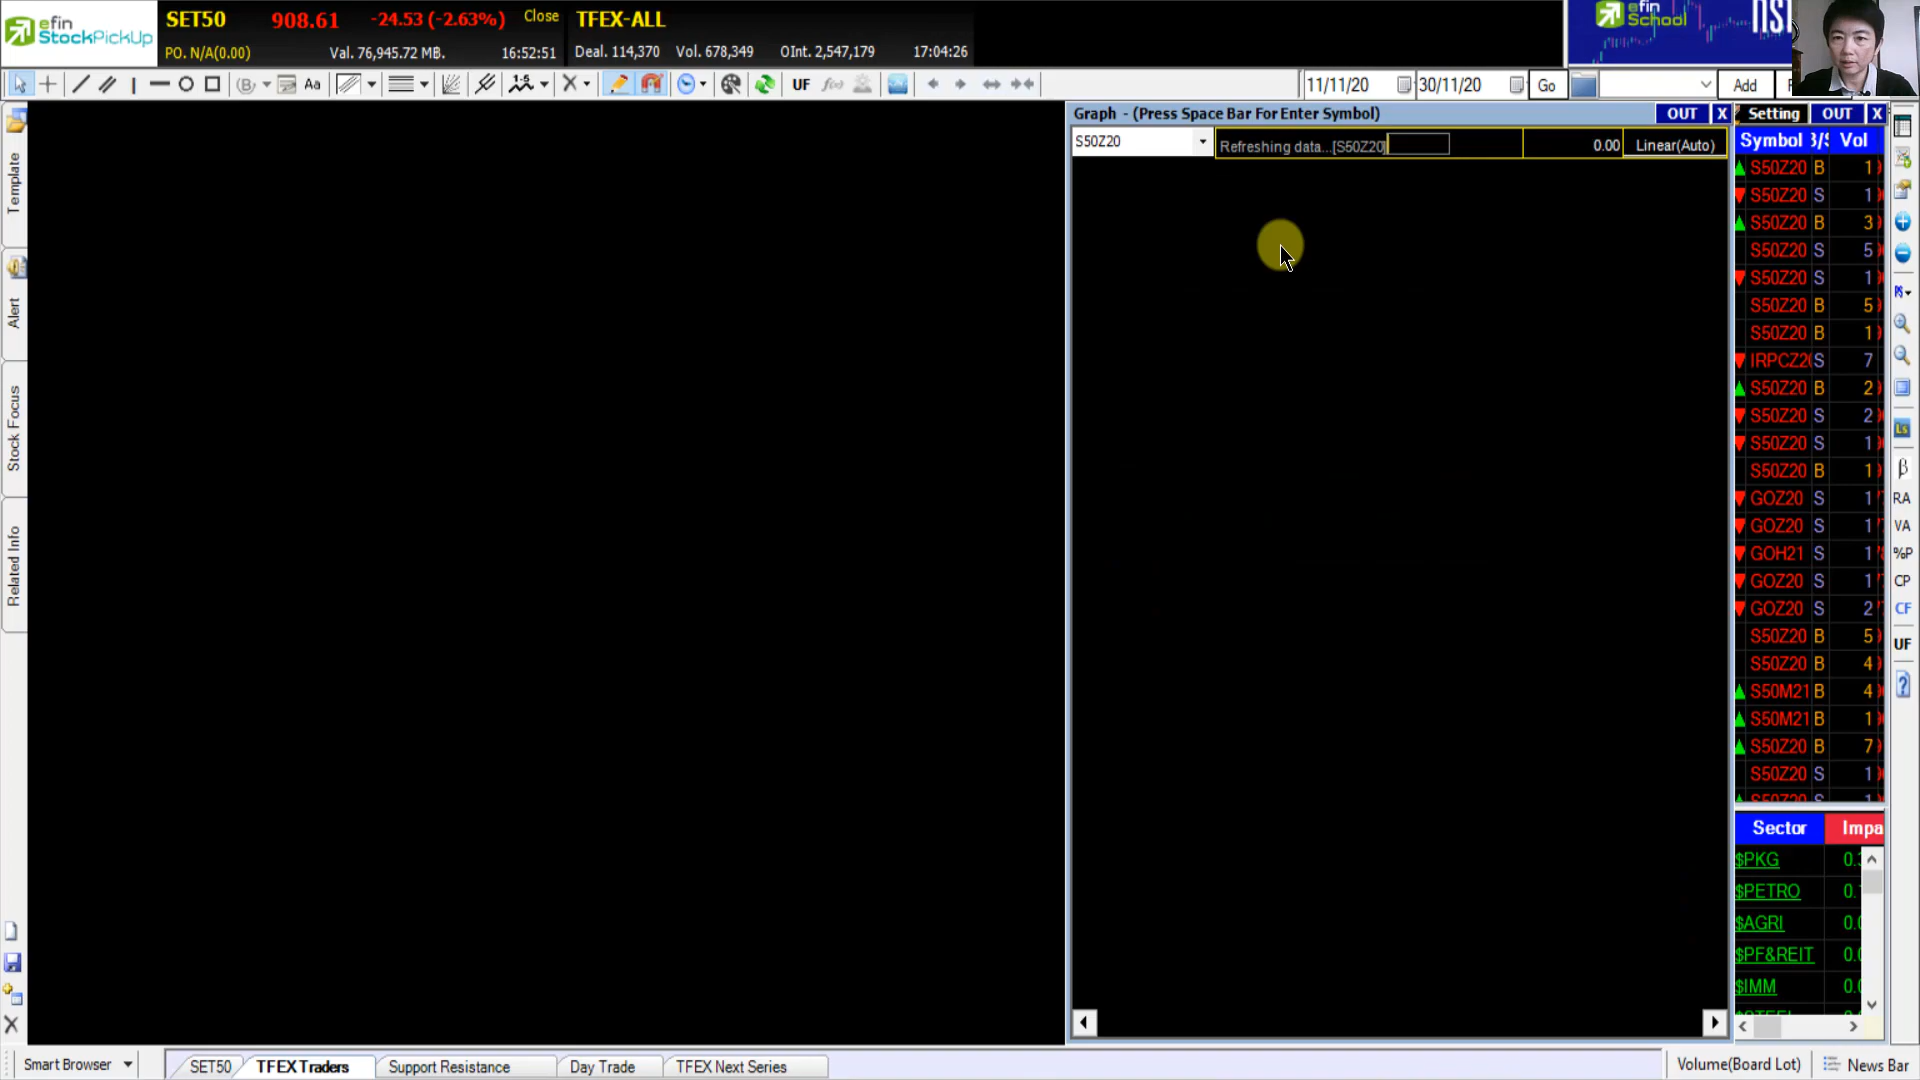 efin
StockPickUp
SET50 908.61 -24.53 (-2.63%) Close
PO. N/A(0.00) Val. 76,945.72 MB. 16:52:51
TFEX-ALL
Deal. 114,370 Vol. 678,349 OInt. 2,547,179 17:04:26
efin
School
Aa
1-5
UF
f(x)
11/11/20 30/11/20 Go Add
Template
Alert
Stock Focus
Related Info
Graph - (Press Space Bar For Enter Symbol) OUT X
S50Z20 Refreshing data...[S50Z20] 0.00 Linear(Auto)
Setting OUT X
Symbol Vol
S50Z20 B 1
S50Z20 S 1
S50Z20 B 3
S50Z20 S 5
S50Z20 S 1
S50Z20 B 5
S50Z20 B 1
S 7
S50Z20 B 2
S50Z20 S 2
S50Z20 S 1
S50Z20 B 1
GOZ20 S 1
GOZ20 S 1
GOH21 S 1
GOZ20 S 1
GOZ20 S 2
S50Z20 B 5
S50Z20 B 4
S50M21 B 4
S50M21 B 1
S50Z20 B 7
S50Z20 S 1
Sector Impa
$PKG
$PETRO
$AGRI
$PF&REIT
$IMM
Ls
β
RA
VA
%P
CP
CF
UF
?
Smart Browser SET50 TFEX Traders Support Resistance Day Trade TFEX Next Series Volume(Board Lot) News Bar